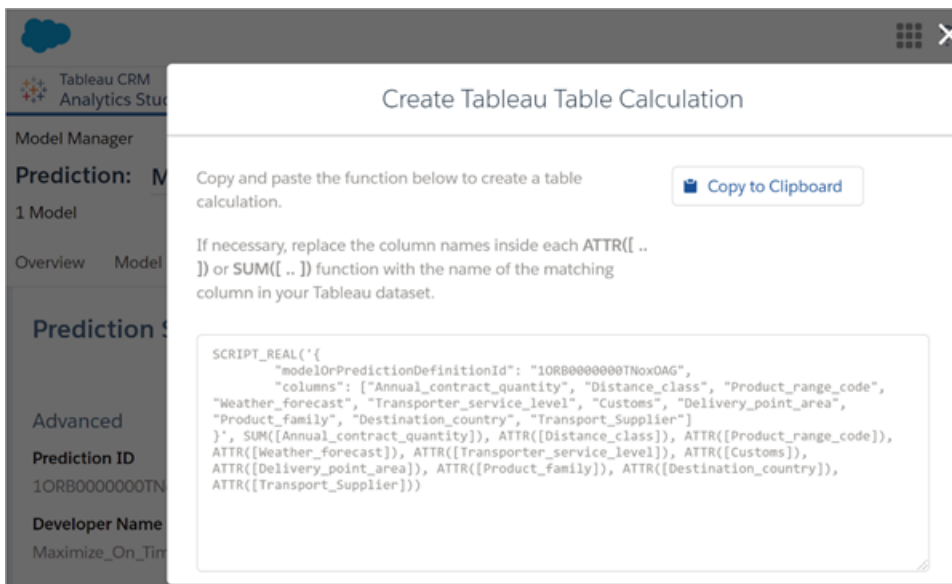 Tableau CRM
Analytics
Create Tableau Table Calculation
Model Manager
Prediction:
Copy and paste the function below to create a table
calculation.
Copy to Clipboard
1 Model
If necessary, replace the column names inside each ATTR([ ..
]) or SUM([ .. ]) function with the name of the matching
column in your Tableau dataset.
Overview Model
Prediction
SCRIPT_REAL('{
"modelOrPredictionDefinitionId": "1ORB0000000TNoxOAG",
"columns": ["Annual_contract_quantity", "Distance_class", "Product_range_code",
"Weather_forecast", "Transporter_service_level", "Customs", "Delivery_point_area",
"Product_family", "Destination_country", "Transport_Supplier"]
}', SUM([Annual_contract_quantity]), ATTR([Distance_class]), ATTR([Product_range_code]),
ATTR([Weather_forecast]), ATTR([Transporter_service_level]), ATTR([Customs]),
ATTR([Delivery_point_area]), ATTR([Product_family]), ATTR([Destination_country]),
ATTR([Transport_Supplier]))
Advanced
Prediction ID
1ORB0000000TN
Developer Name
Maximize_On_Tim